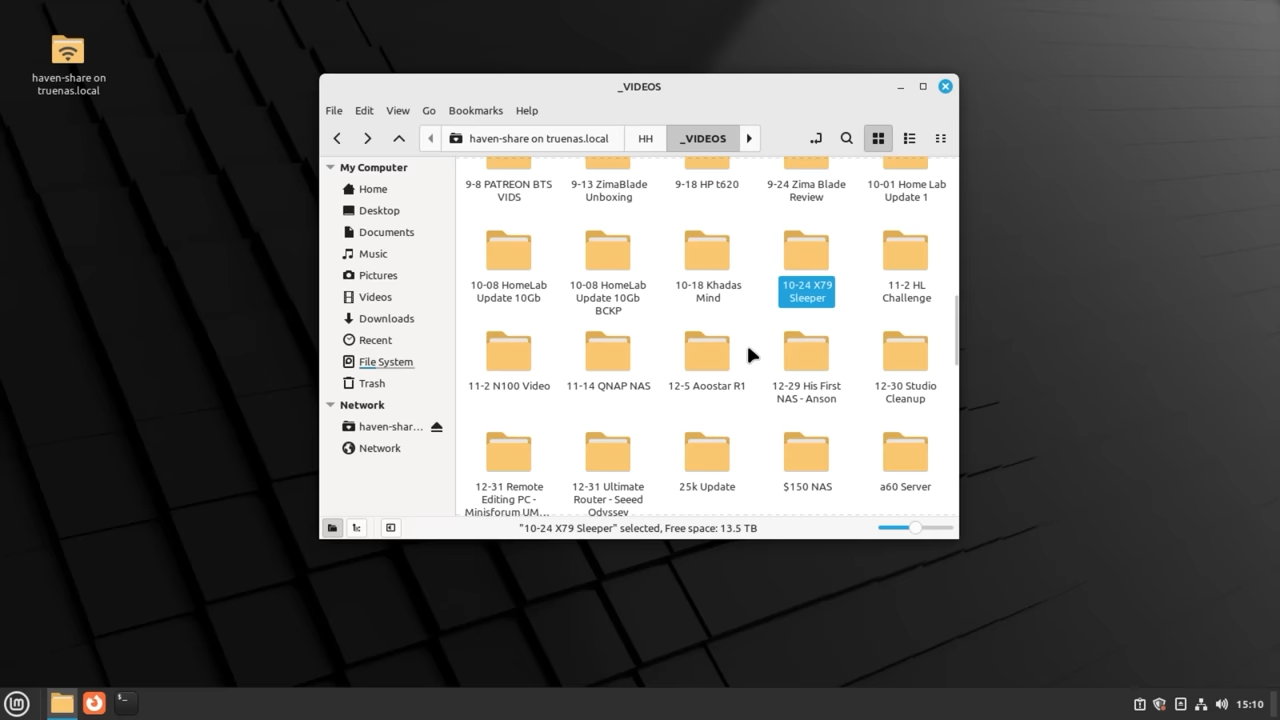 haven-share on
truenas.local
_VIDEOS
File Edit View Go Bookmarks Help
haven-share on truenas.local HH _VIDEOS
My Computer
Home
Desktop
Documents
Music
Pictures
Videos
Downloads
Recent
File System
Trash
Network
haven-shar...
Network
9-8 PATREON BTS
VIDS
9-13 ZimaBlade
Unboxing
9-18 HP t620
9-24 Zima Blade
Review
10-01 Home Lab
Update 1
10-08 HomeLab
Update 10Gb
10-08 HomeLab
Update 10Gb
BCKP
10-18 Khadas
Mind
10-24 X79
Sleeper
11-2 HL
Challenge
11-2 N100 Video
11-14 QNAP NAS
12-5 Aoostar R1
12-29 His First
NAS - Anson
12-30 Studio
Cleanup
12-31 Remote
Editing PC -
Minisforum UM...
12-31 Ultimate
Router - Seeed
Odyssey
25k Update
$150 NAS
a60 Server
"10-24 X79 Sleeper" selected, Free space: 13.5 TB
15:10